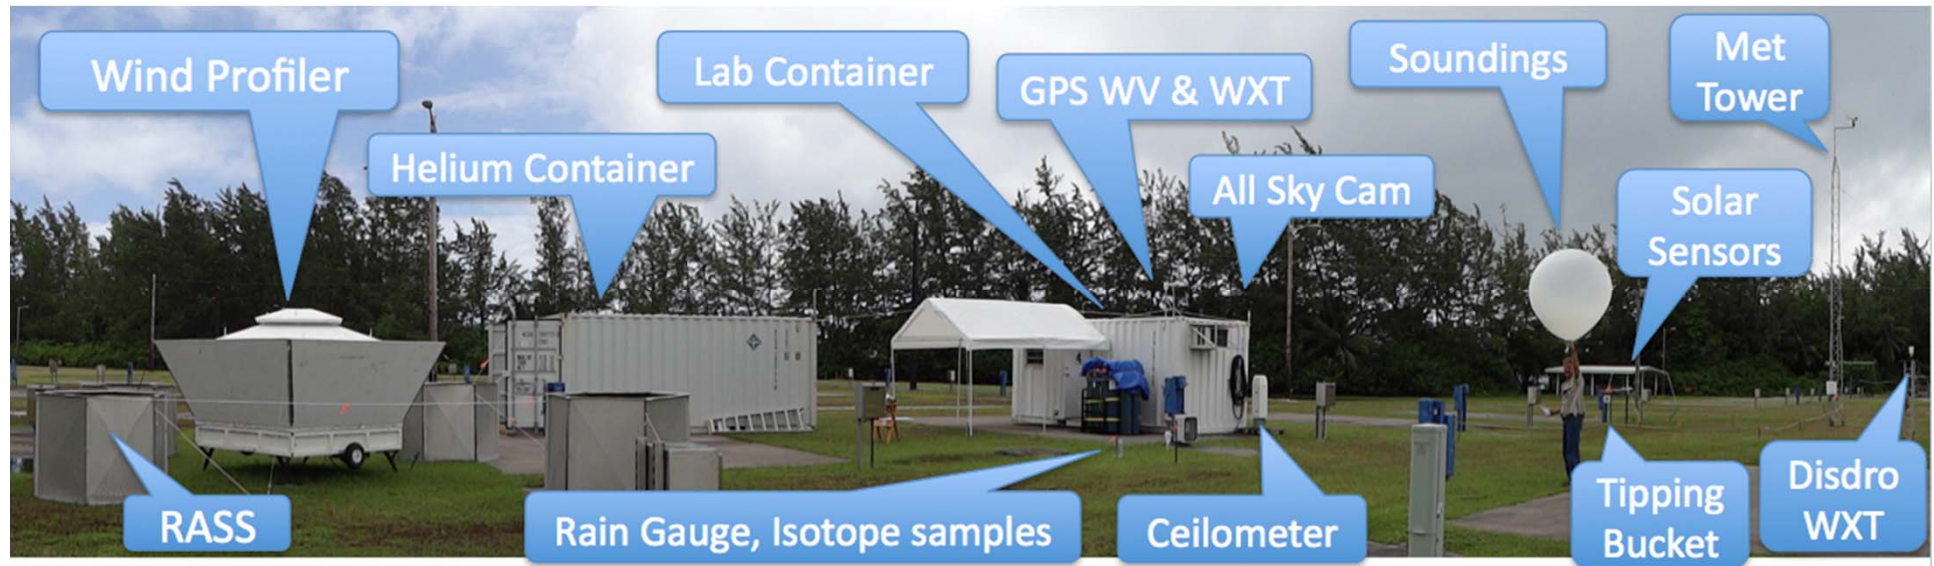 Wind Profiler
Helium Container
Lab Container
GPS WV & WXT
All Sky Cam
Soundings
Met
Tower
Solar
Sensors
RASS
Rain Gauge, Isotope samples
Ceilometer
Tipping
Bucket
Disdro
WXT